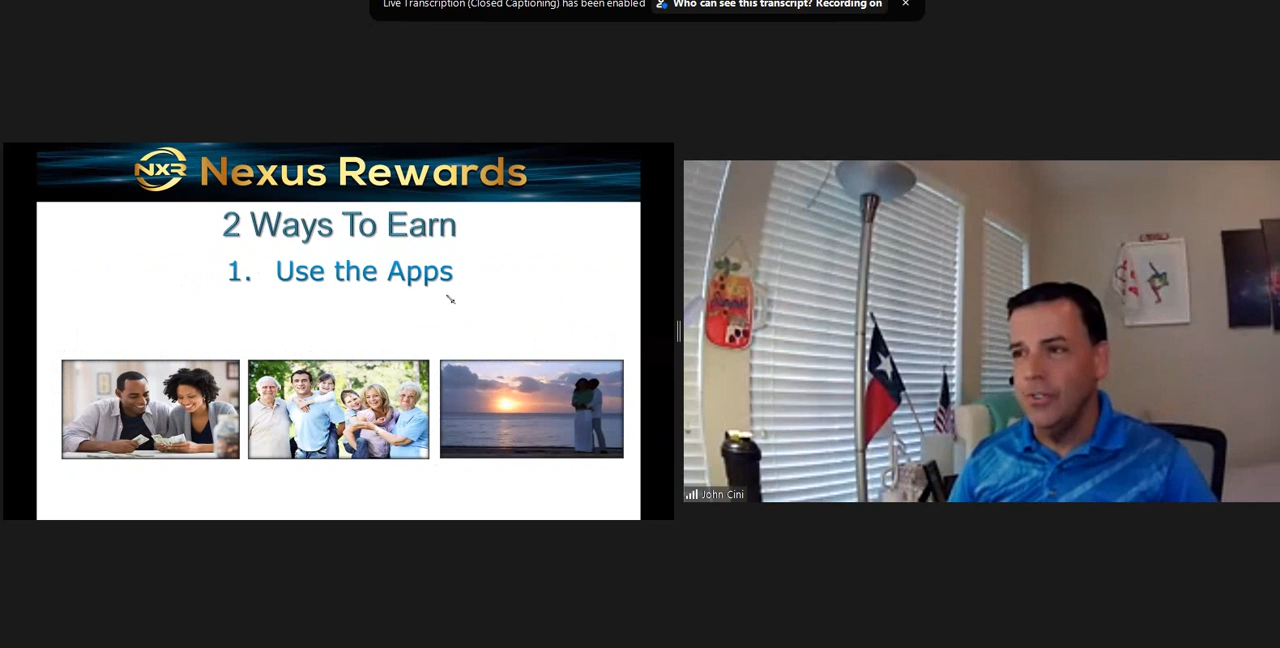 Live Transcription (Closed Captioning) has been enabled Who can see this transcript? Recording on
NXR Nexus Rewards
2 Ways To Earn
1. Use the Apps
John Cini